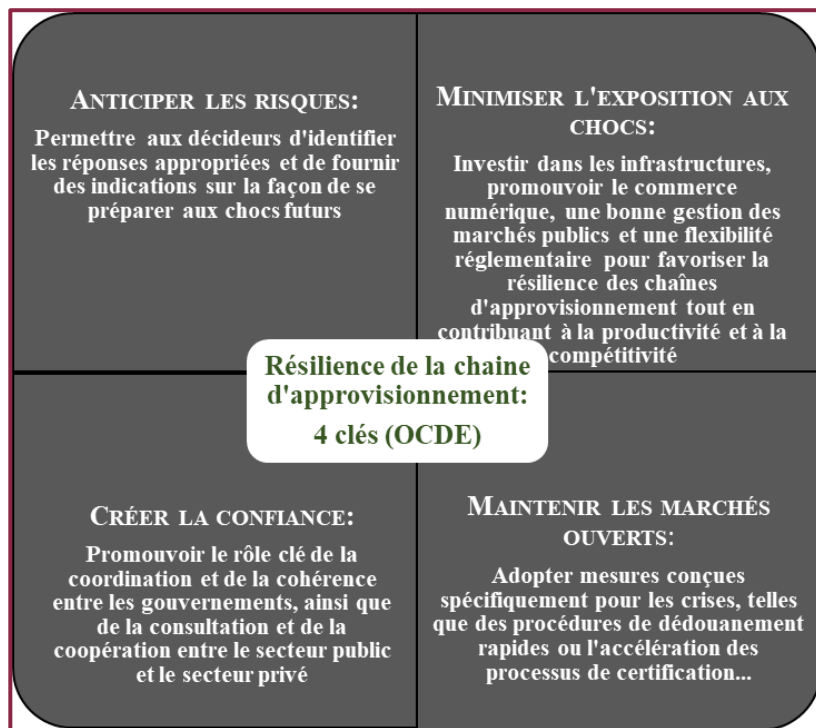 ANTICIPER LES RISQUES:
Permettre aux décideurs d'identifier
les réponses appropriées et de fournir
des indications sur la façon de se
préparer aux chocs futurs
MINIMISER L'EXPOSITION AUX
CHOCS:
Investir dans les infrastructures,
promouvoir le commerce
numérique, une bonne gestion des
marchés publics et une flexibilité
réglementaire pour favoriser la
résilience des chaînes
d'approvisionnement tout en
contribuant à la productivité et à la
compétitivité
Résilience de la chaine
d'approvisionnement:
4 clés (OCDE)
CRÉER LA CONFIANCE:
Promouvoir le rôle clé de la
coordination et de la cohérence
entre les gouvernements, ainsi que
de la consultation et de la
coopération entre le secteur public
et le secteur privé
MAINTENIR LES MARCHÉS
OUVERTS:
Adopter mesures conçues
spécifiquement pour les crises, telles
que des procédures de dédouanement
rapides ou l'accélération des
processus de certification...